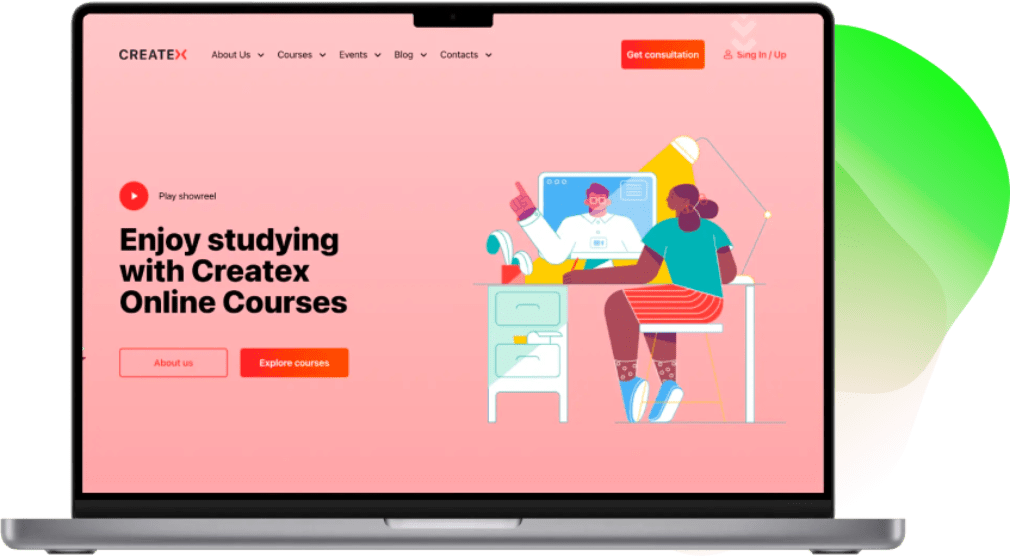 CREATEX
About Us
Courses
Events
Blog
Contacts
Get consultation
Sing In / Up
Play showreel
Enjoy studying
with Createx
Online Courses
About us
Explore courses